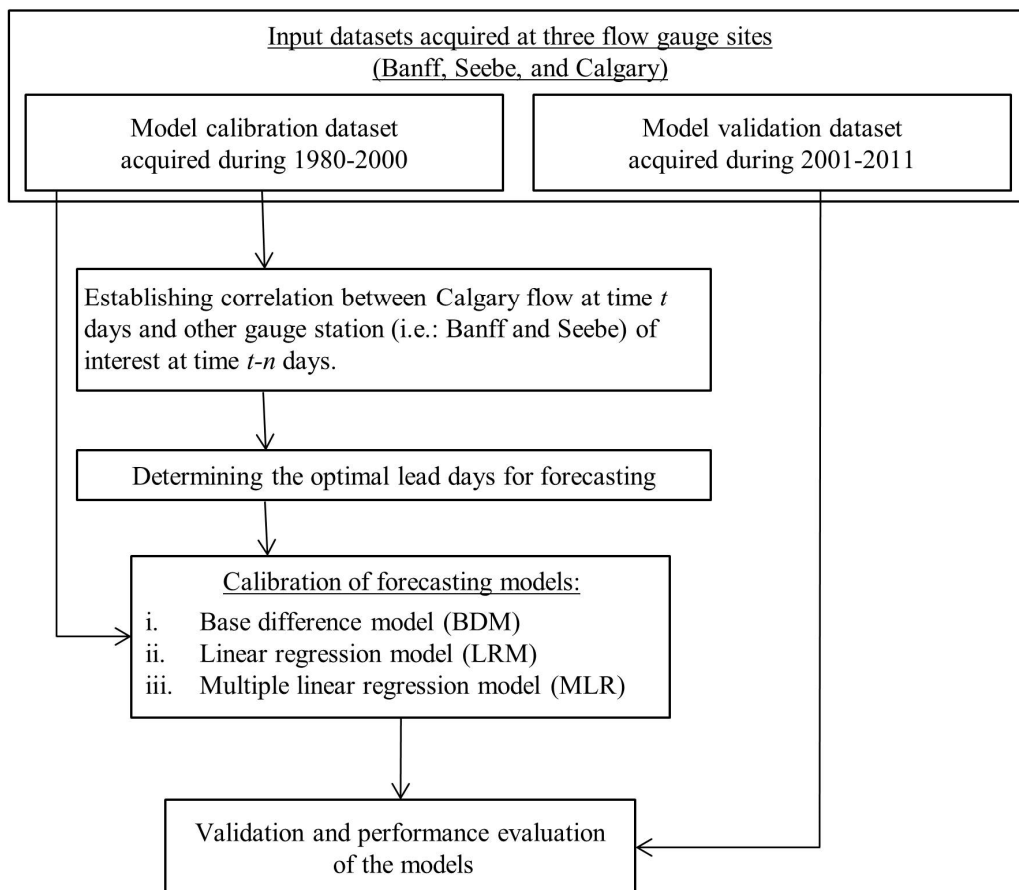 Input datasets acquired at three flow gauge sites
(Banff, Seebe, and Calgary)
Model calibration dataset
acquired during 1980-2000
Model validation dataset
acquired during 2001-2011
Establishing correlation between Calgary flow at time t
days and other gauge station (i.e.: Banff and Seebe) of
interest at time t-n days.
Determining the optimal lead days for forecasting
Calibration of forecasting models:
i. Base difference model (BDM)
ii. Linear regression model (LRM)
iii. Multiple linear regression model (MLR)
Validation and performance evaluation
of the models